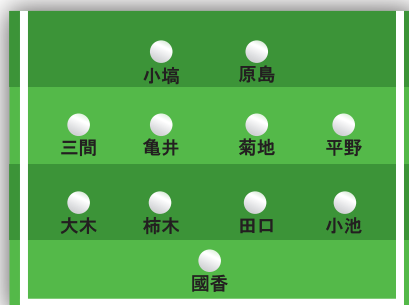 小塙 原島
三間 亀井 菊地 平野
大木 柿木 田口 小池
國香